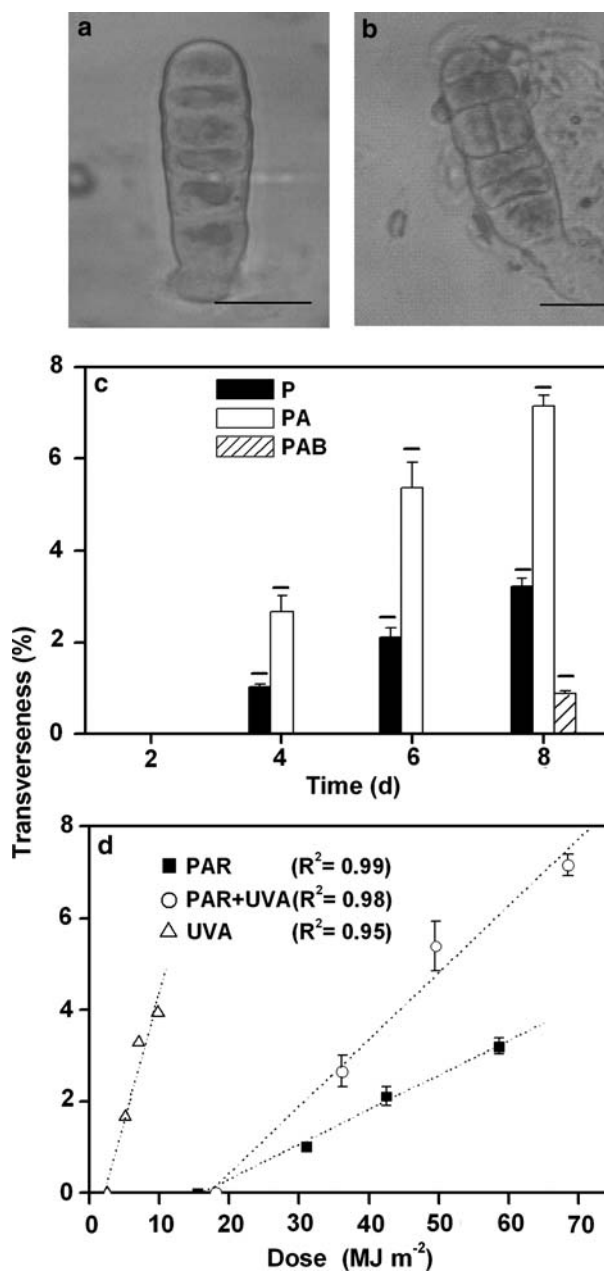 a
b
c
P
PA
PAB
8
6
4
2
0
2 4 6 8
Time (d)
Transverseness (%)
d
PAR (R²= 0.99)
PAR+UVA(R²= 0.98)
UVA (R²= 0.95)
8
6
4
2
0
0 10 20 30 40 50 60 70
Dose (MJ m⁻²)